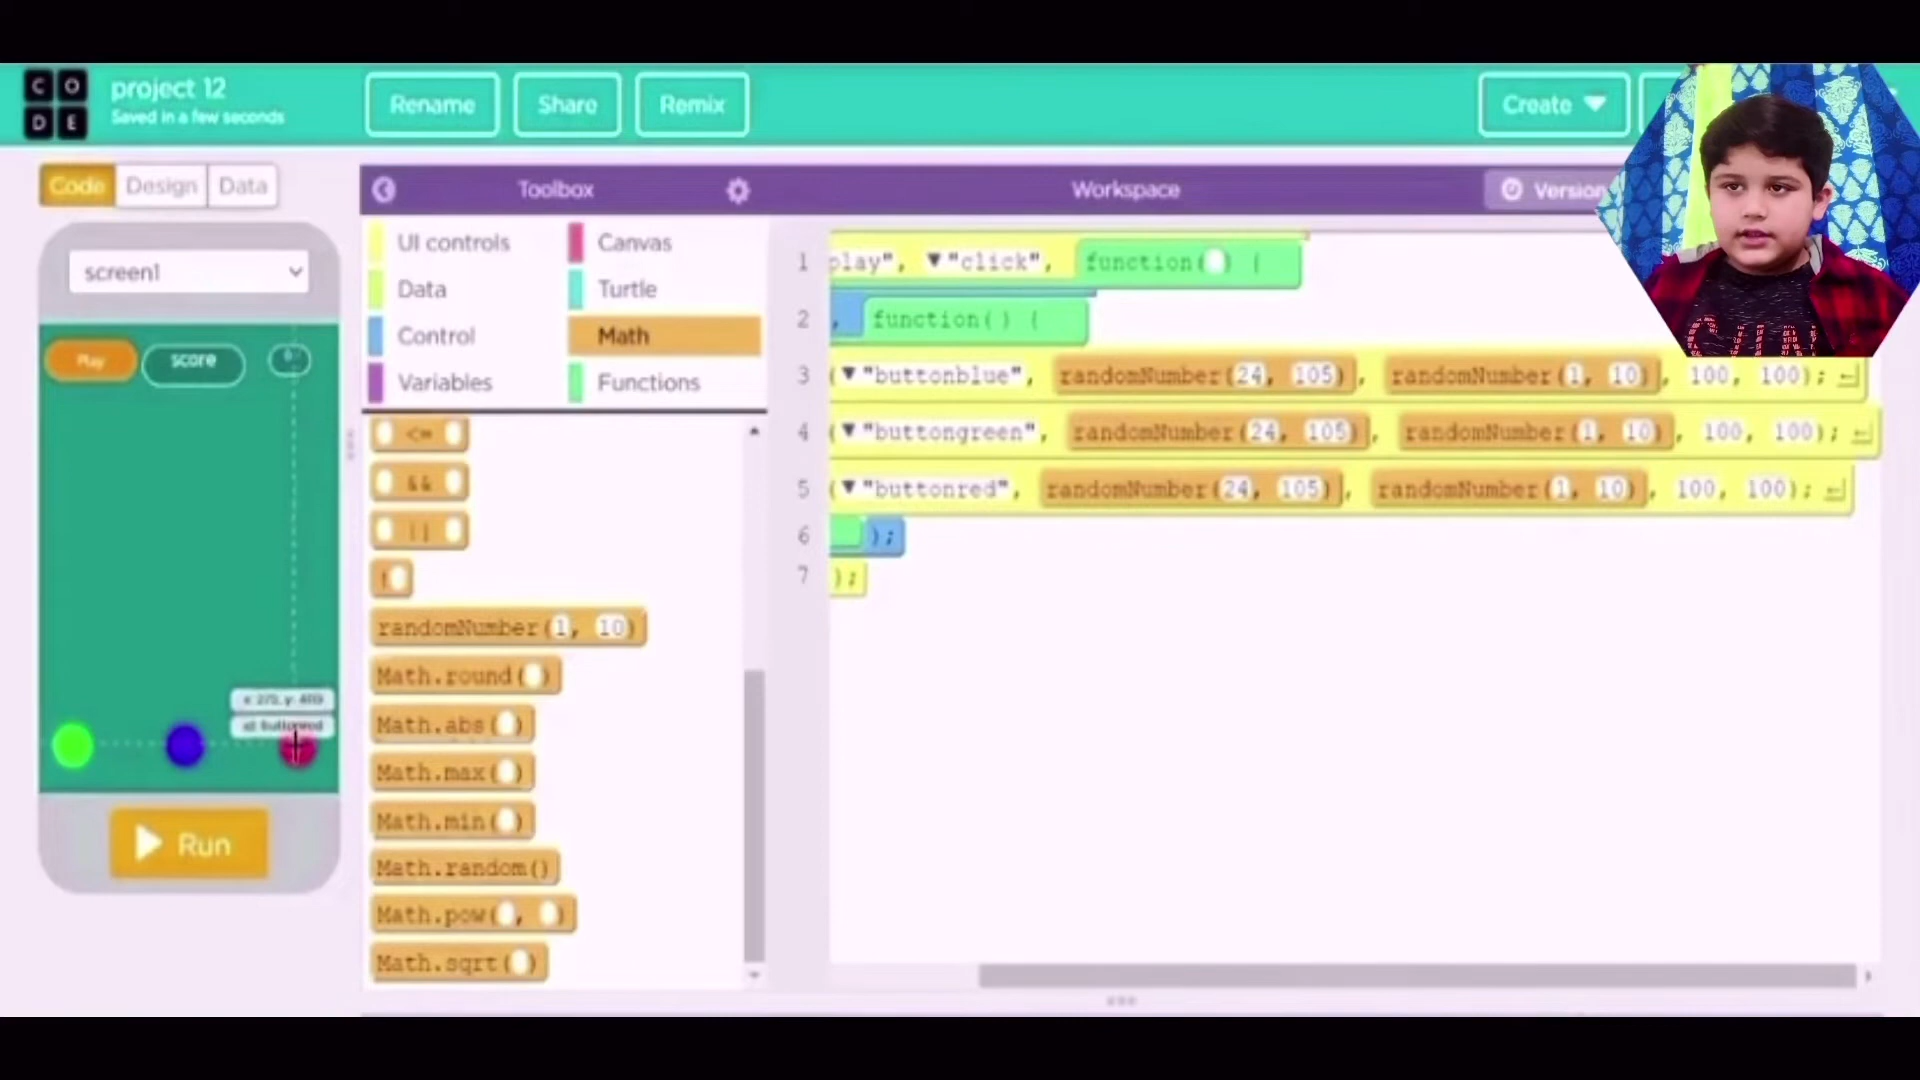 CODE
project 12
Saved in a few seconds
Rename
Share
Remix
Create
Code
Design
Data
Toolbox
Workspace
Version
screen1
Play
score
0
id: buttonred
Run
UI controls
Canvas
Data
Turtle
Control
Math
Variables
Functions
<=
&&
||
!
randomNumber(1, 10)
Math.round( )
Math.abs( )
Math.max( )
Math.min( )
Math.random()
Math.pow( , )
Math.sqrt( )
1 play", ▼"click", function( ) {
2 , function() {
3 (▼"buttonblue", randomNumber(24, 105), randomNumber(1, 10), 100, 100);
4 (▼"buttongreen", randomNumber(24, 105), randomNumber(1, 10), 100, 100);
5 (▼"buttonred", randomNumber(24, 105), randomNumber(1, 10), 100, 100);
6 );
7 );